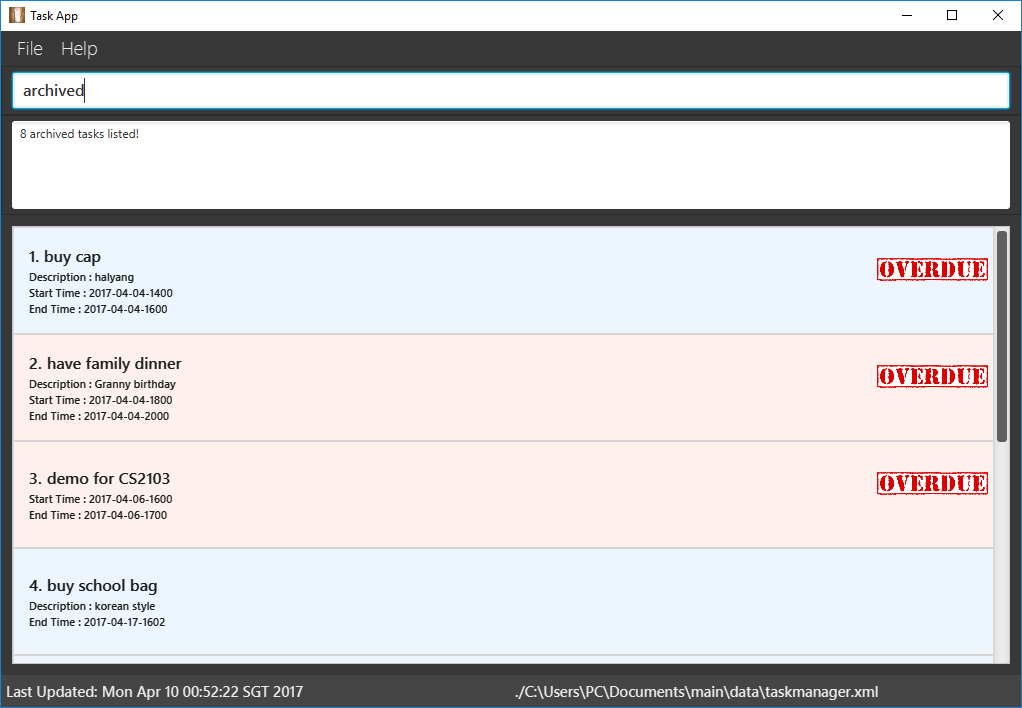 Task App
File Help
archived
8 archived tasks listed!
1. buy cap
OVERDUE
Description : halyang
Start Time : 2017-04-04-1400
End Time : 2017-04-04-1600
2. have family dinner
OVERDUE
Description : Granny birthday
Start Time : 2017-04-04-1800
End Time : 2017-04-04-2000
3. demo for CS2103
OVERDUE
Start Time : 2017-04-06-1600
End Time : 2017-04-06-1700
4. buy school bag
Description : korean style
End Time : 2017-04-17-1602
Last Updated: Mon Apr 10 00:52:22 SGT 2017
./C:\Users\PC\Documents\main\data\taskmanager.xml